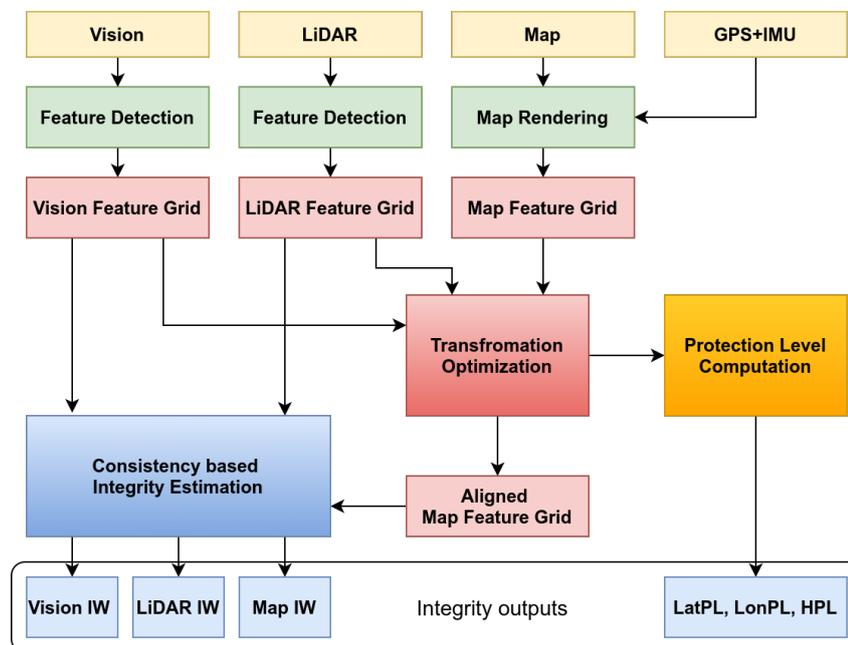 Vision
LiDAR
Map
GPS+IMU
Feature Detection
Feature Detection
Map Rendering
Vision Feature Grid
LiDAR Feature Grid
Map Feature Grid
Transfromation
Optimization
Protection Level
Computation
Consistency based
Integrity Estimation
Aligned
Map Feature Grid
Vision IW
LiDAR IW
Map IW
Integrity outputs
LatPL, LonPL, HPL